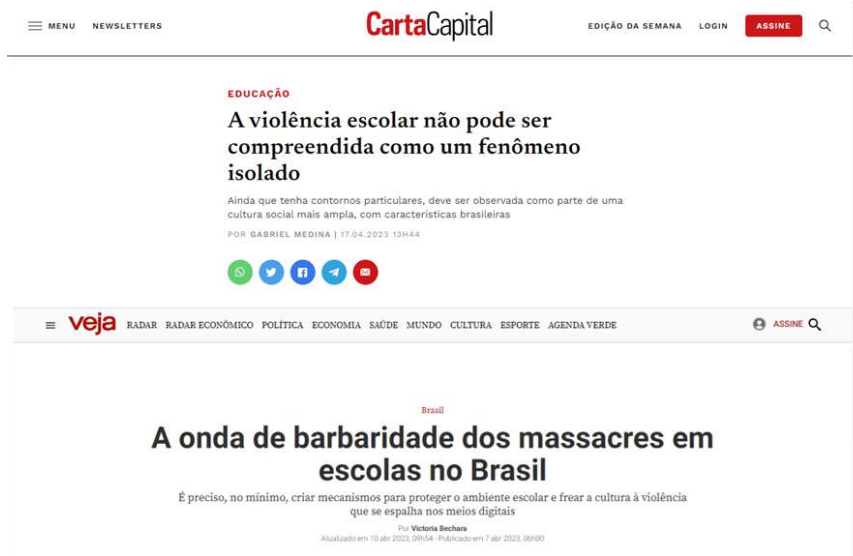 MENU NEWSLETTERS CartaCapital EDIÇÃO DA SEMANA LOGIN ASSINE
EDUCAÇÃO
A violência escolar não pode ser
compreendida como um fenômeno
isolado
Ainda que tenha contornos particulares, deve ser observada como parte de uma
cultura social mais ampla, com características brasileiras
POR GABRIEL MEDINA | 17.04.2023 13H44
veja RADAR RADAR ECONÔMICO POLÍTICA ECONOMIA SAÚDE MUNDO CULTURA ESPORTE AGENDA VERDE ASSINE
Brasil
A onda de barbaridade dos massacres em
escolas no Brasil
É preciso, no mínimo, criar mecanismos para proteger o ambiente escolar e frear a cultura à violência
que se espalha nos meios digitais
Por Victoria Bechara
Atualizado em 10 abr 2023, 09h54 - Publicado em 7 abr 2023, 06h00